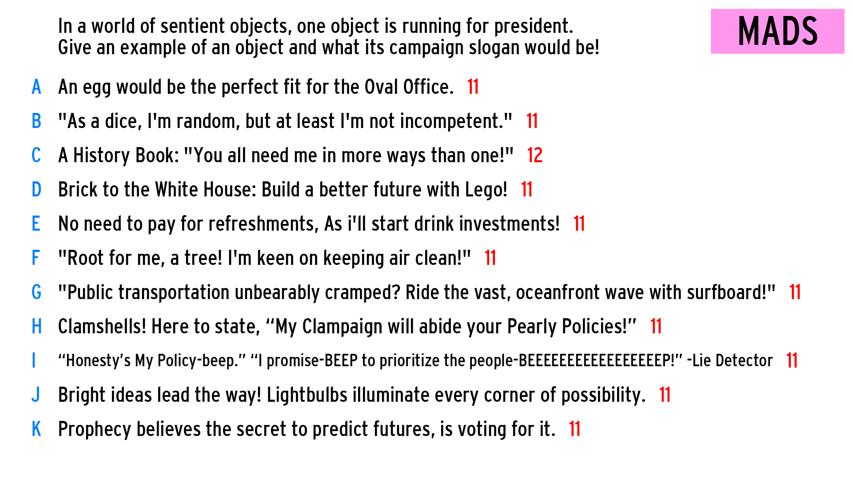 In a world of sentient objects, one object is running for president.
Give an example of an object and what its campaign slogan would be!
MADS
A An egg would be the perfect fit for the Oval Office. 11
B "As a dice, I'm random, but at least I'm not incompetent." 11
C A History Book: "You all need me in more ways than one!" 12
D Brick to the White House: Build a better future with Lego! 11
E No need to pay for refreshments, As i'll start drink investments! 11
F "Root for me, a tree! I'm keen on keeping air clean!" 11
G "Public transportation unbearably cramped? Ride the vast, oceanfront wave with surfboard!" 11
H Clamshells! Here to state, “My Clampaign will abide your Pearly Policies!” 11
I “Honesty’s My Policy-beep.” “I promise-BEEP to prioritize the people-BEEEEEEEEEEEEEEEEEP!” -Lie Detector 11
J Bright ideas lead the way! Lightbulbs illuminate every corner of possibility. 11
K Prophecy believes the secret to predict futures, is voting for it. 11